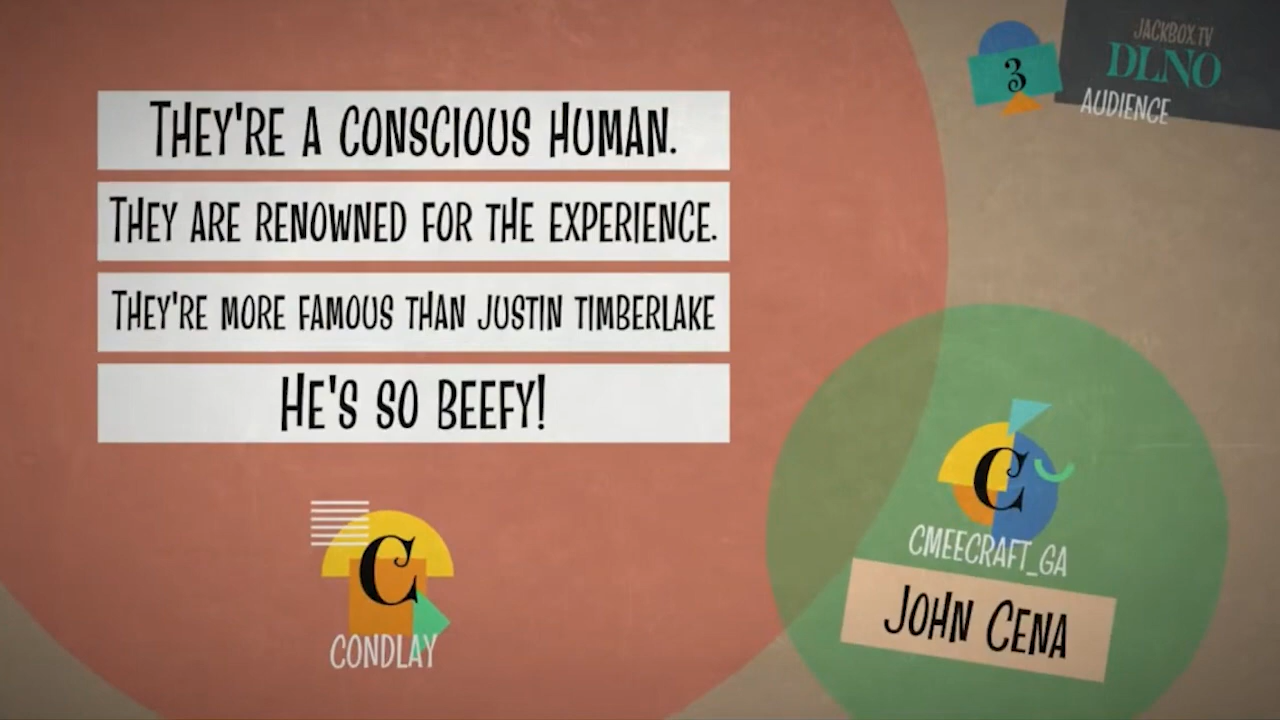 THEY'RE A CONSCIOUS HUMAN.
THEY ARE RENOWNED FOR THE EXPERIENCE.
THEY'RE MORE FAMOUS THAN JUSTIN TIMBERLAKE
HE'S SO BEEFY!
C
CONDLAY
JACKBOX.TV
DLNO
3
AUDIENCE
C
CMEECRAFT_GA
JOHN CENA